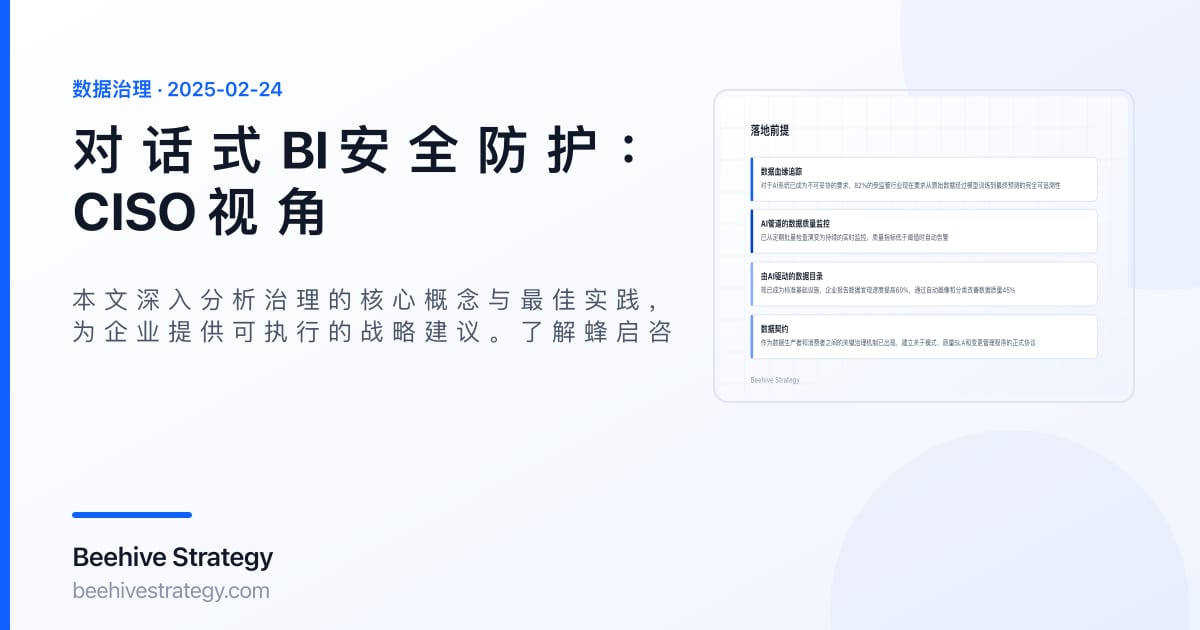 数据治理 · 2025-02-24
对话式BI安全防护：
CISO视角
本文深入分析治理的核心概念与最佳实践，
为企业提供可执行的战略建议。了解蜂启咨
Beehive Strategy
beehivestrategy.com
落地前提
数据血缘追踪
对于AI系统已成为不可妥协的要求，82%的受监管行业现在要求从原始数据经过模型训练到最终预测的完全可追溯性
AI管道的数据质量监控
已从定期批量检查演变为持续的实时监控，质量指标低于阈值时自动告警
由AI驱动的数据目录
现已成为标准基础设施，企业报告数据发现速度提高60%，通过自动画像和分类改善数据质量45%
数据契约
作为数据生产者和消费者之间的关键治理机制已出现，建立关于模式、质量SLA和变更管理程序的正式协议
Beehive Strategy